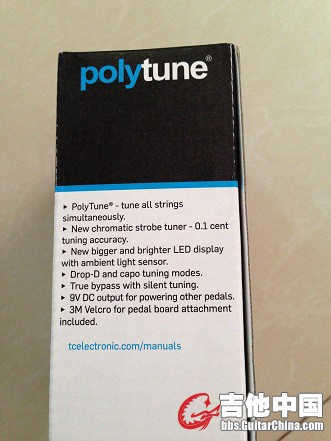 polytune®
▸ PolyTune® - tune all strings
simultaneously.
▸ New chromatic strobe tuner - 0.1 cent
tuning accuracy.
▸ New bigger and brighter LED display
with ambient light sensor.
▸ Drop-D and capo tuning modes.
▸ True bypass with silent tuning.
▸ 9V DC output for powering other pedals.
▸ 3M Velcro for pedal board attachment
included.
tcelectronic.com/manuals
吉他中国
bbs.GuitarChina.com